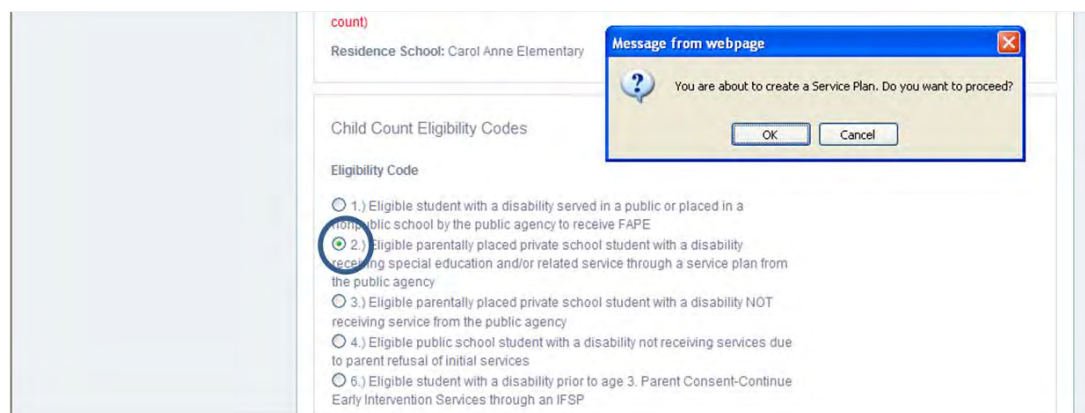 count)
Residence School: Carol Anne Elementary
Message from webpage
You are about to create a Service Plan. Do you want to proceed?
OK
Cancel
Child Count Eligibility Codes
Eligibility Code
1.) Eligible student with a disability served in a public or placed in a
nonpublic school by the public agency to receive FAPE
2.) Eligible parentally placed private school student with a disability
receiving special education and/or related service through a service plan from
the public agency
3.) Eligible parentally placed private school student with a disability NOT
receiving service from the public agency
4.) Eligible public school student with a disability not receiving services due
to parent refusal of initial services
6.) Eligible student with a disability prior to age 3. Parent Consent-Continue
Early Intervention Services through an IFSP